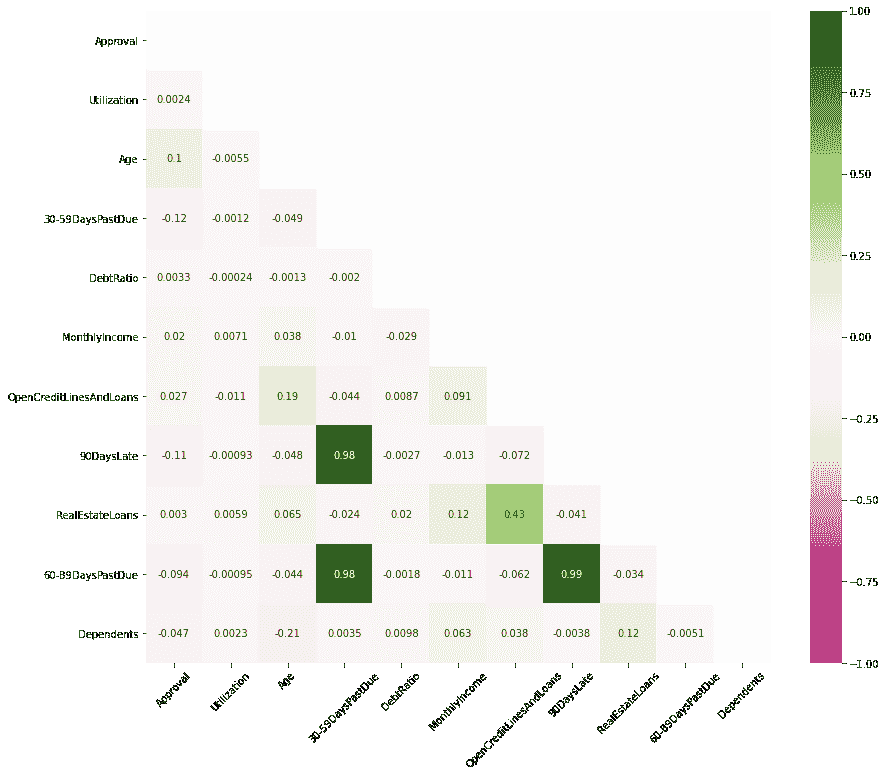 1.00
Approval
Utilization 0.0024
0.75
Age 0.1 -0.0055
30-59DaysPastDue -0.12 -0.0012 -0.049
0.50
DebtRatio 0.0033 -0.00024 -0.0013 -0.002
0.25
MonthlyIncome 0.02 0.0071 0.038 -0.01 -0.029
0.00
OpenCreditLinesAndLoans 0.027 -0.011 0.19 -0.044 0.0087 0.091
-0.25
90DaysLate -0.11 -0.00093 -0.048 0.98 -0.0027 -0.013 -0.072
-0.50
RealEstateLoans 0.003 0.0059 0.065 -0.024 0.02 0.12 0.43 -0.041
60-89DaysPastDue -0.094 -0.00095 -0.044 0.98 -0.0018 -0.011 -0.062 0.99 -0.034
-0.75
Dependents -0.047 0.0023 -0.21 0.0035 0.0098 0.063 0.038 -0.0038 0.12 -0.0051
-1.00
Approval Utilization Age 30-59DaysPastDue DebtRatio MonthlyIncome OpenCreditLinesAndLoans 90DaysLate RealEstateLoans 60-89DaysPastDue Dependents